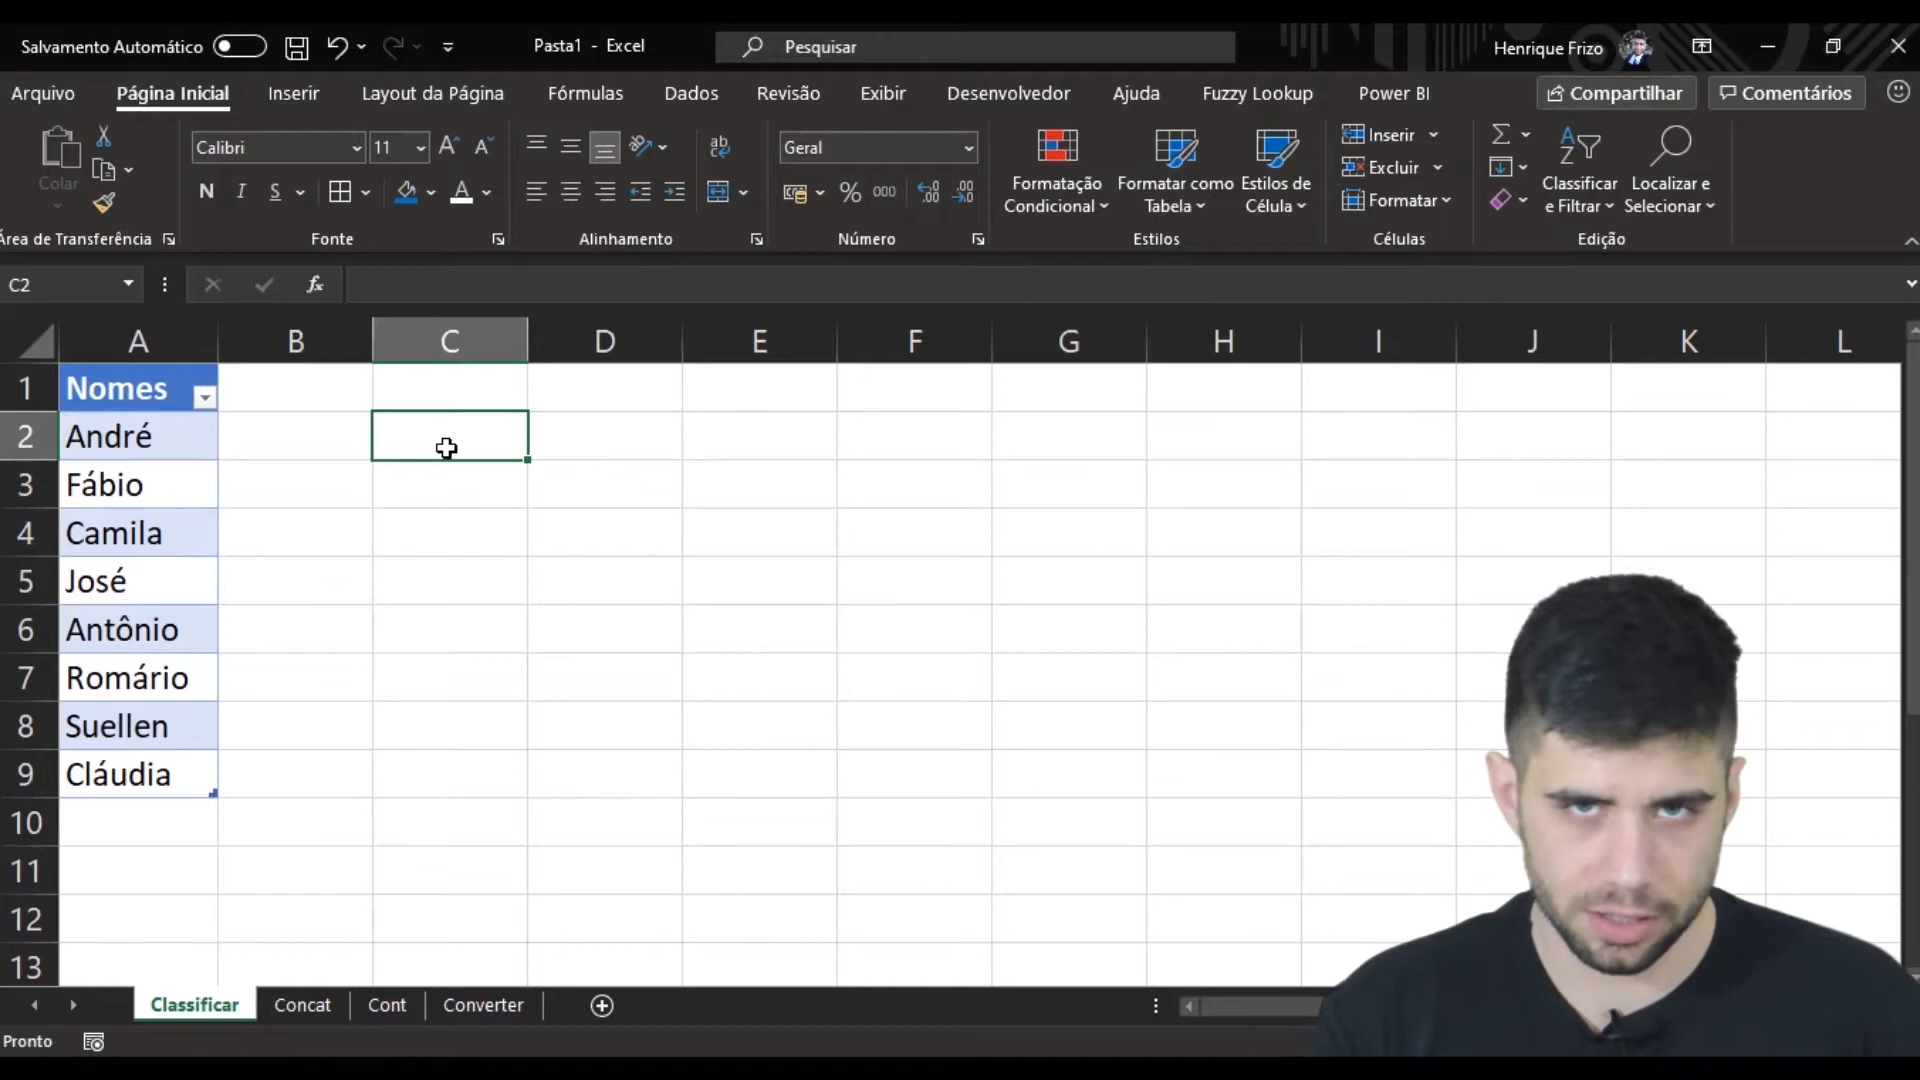 Salvamento Automático
Pasta1 - Excel
Pesquisar
Henrique Frizo
Arquivo Página Inicial Inserir Layout da Página Fórmulas Dados Revisão Exibir Desenvolvedor Ajuda Fuzzy Lookup Power BI
Compartilhar
Comentários
Colar
Área de Transferência
Calibri
11
N I S
A
Fonte
ab
Alinhamento
Geral
% 000
Número
Formatação
Condicional
Formatar como
Tabela
Estilos de
Célula
Estilos
Inserir
Excluir
Formatar
Células
Classificar
e Filtrar
Localizar e
Selecionar
Edição
C2
fx
A B C D E F G H I J K L
1 Nomes
2 André
3 Fábio
4 Camila
5 José
6 Antônio
7 Romário
8 Suellen
9 Cláudia
10
11
12
13
Classificar Concat Cont Converter
Pronto